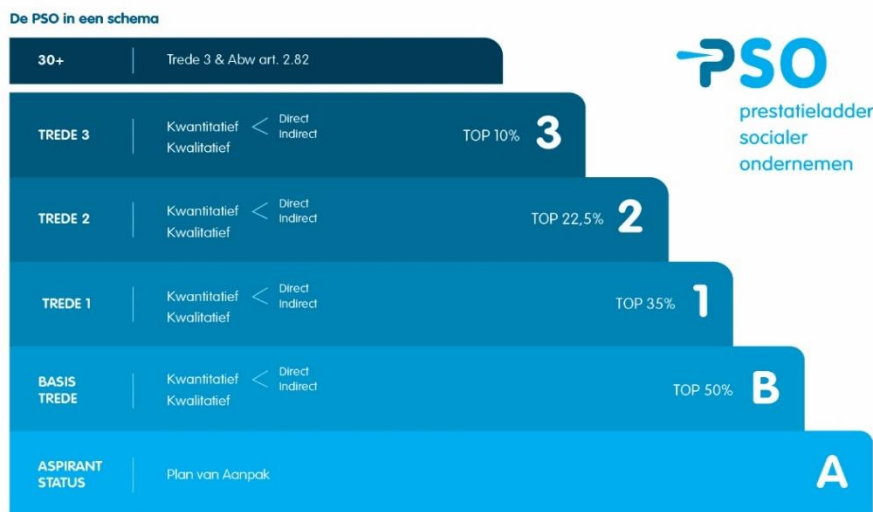 De PSO in een schema
30+ Trede 3 & Abw art. 2.82
PSO
prestatieladder
socialer
ondernemen
TREDE 3 Kwantitatief < Direct
Indirect
Kwalitatief
TOP 10% 3
TREDE 2 Kwantitatief < Direct
Indirect
Kwalitatief
TOP 22,5% 2
TREDE 1 Kwantitatief < Direct
Indirect
Kwalitatief
TOP 35% 1
BASIS
TREDE
Kwantitatief < Direct
Indirect
Kwalitatief
TOP 50% B
ASPIRANT
STATUS
Plan van Aanpak
A